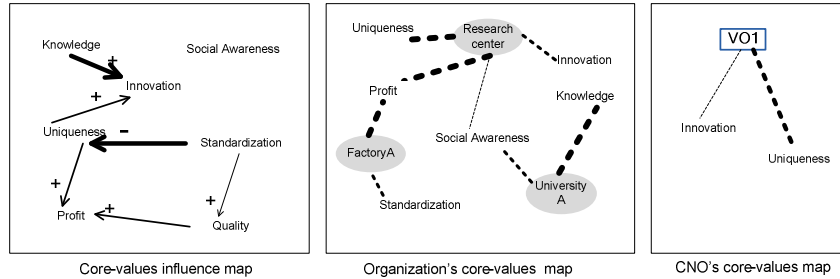 Knowledge
Social Awareness
+
Innovation
+
Uniqueness
-
Standardization
+
+
+
Profit
Quality
Core-values influence map
Uniqueness
Research
center
Innovation
Profit
Knowledge
Social Awareness
FactoryA
University
A
Standardization
Organization's core-values map
VO1
Innovation
Uniqueness
CNO's core-values map